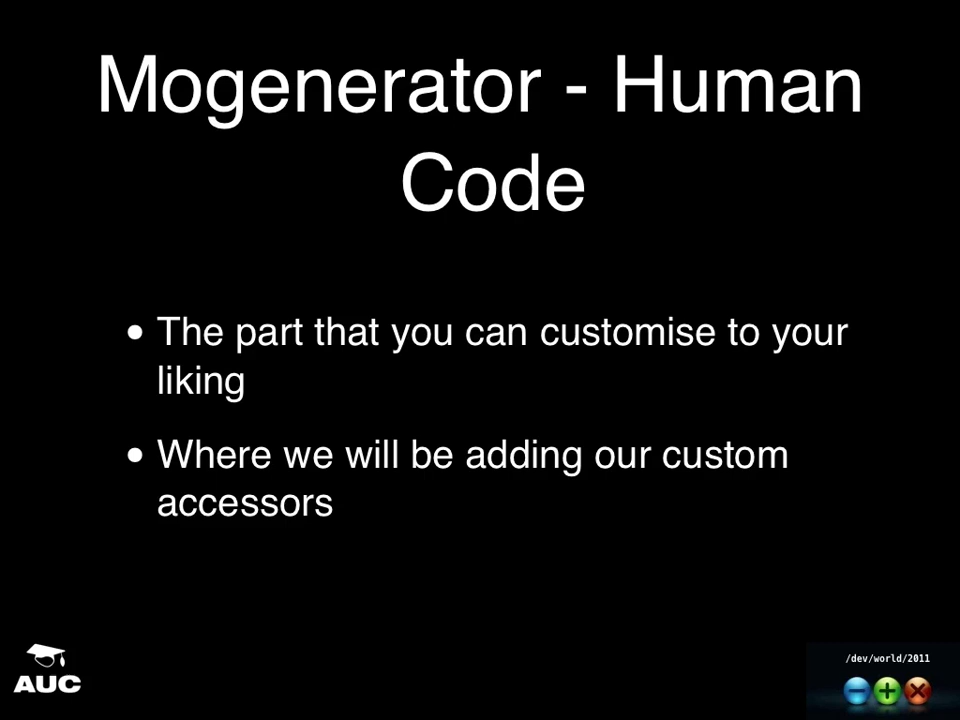 Mogenerator - Human
Code
• The part that you can customise to your
liking
• Where we will be adding our custom
accessors
AUC
/dev/world/2011